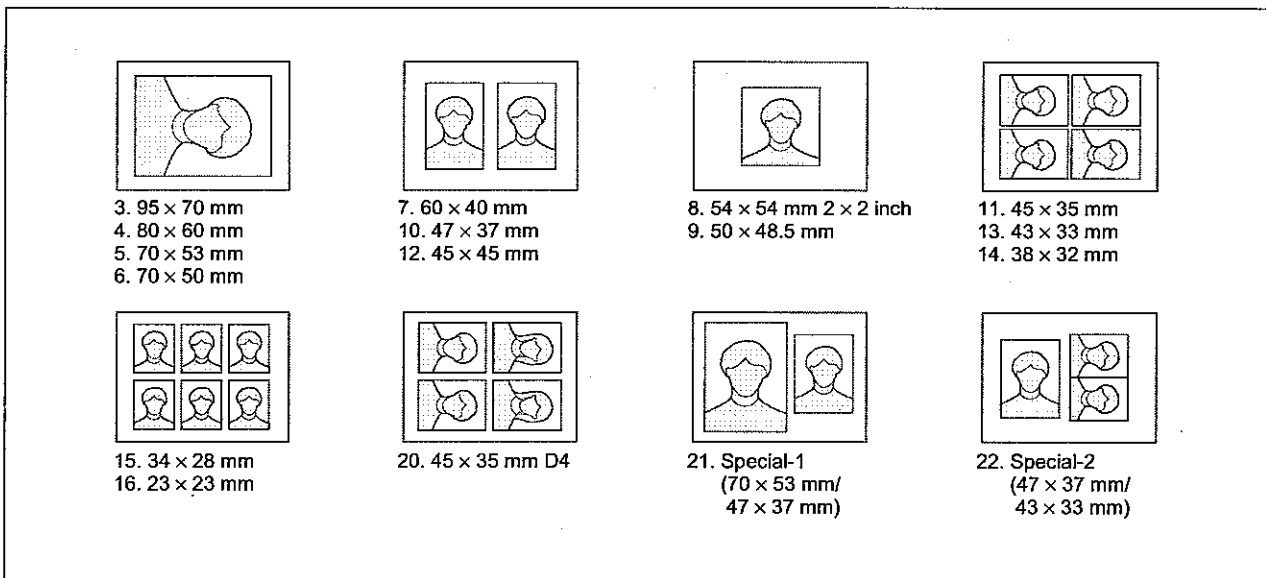 3. 95 × 70 mm
4. 80 × 60 mm
5. 70 × 53 mm
6. 70 × 50 mm
7. 60 × 40 mm
10. 47 × 37 mm
12. 45 × 45 mm
8. 54 × 54 mm 2 × 2 inch
9. 50 × 48.5 mm
11. 45 × 35 mm
13. 43 × 33 mm
14. 38 × 32 mm
15. 34 × 28 mm
16. 23 × 23 mm
20. 45 × 35 mm D4
21. Special-1
(70 × 53 mm/
47 × 37 mm)
22. Special-2
(47 × 37 mm/
43 × 33 mm)